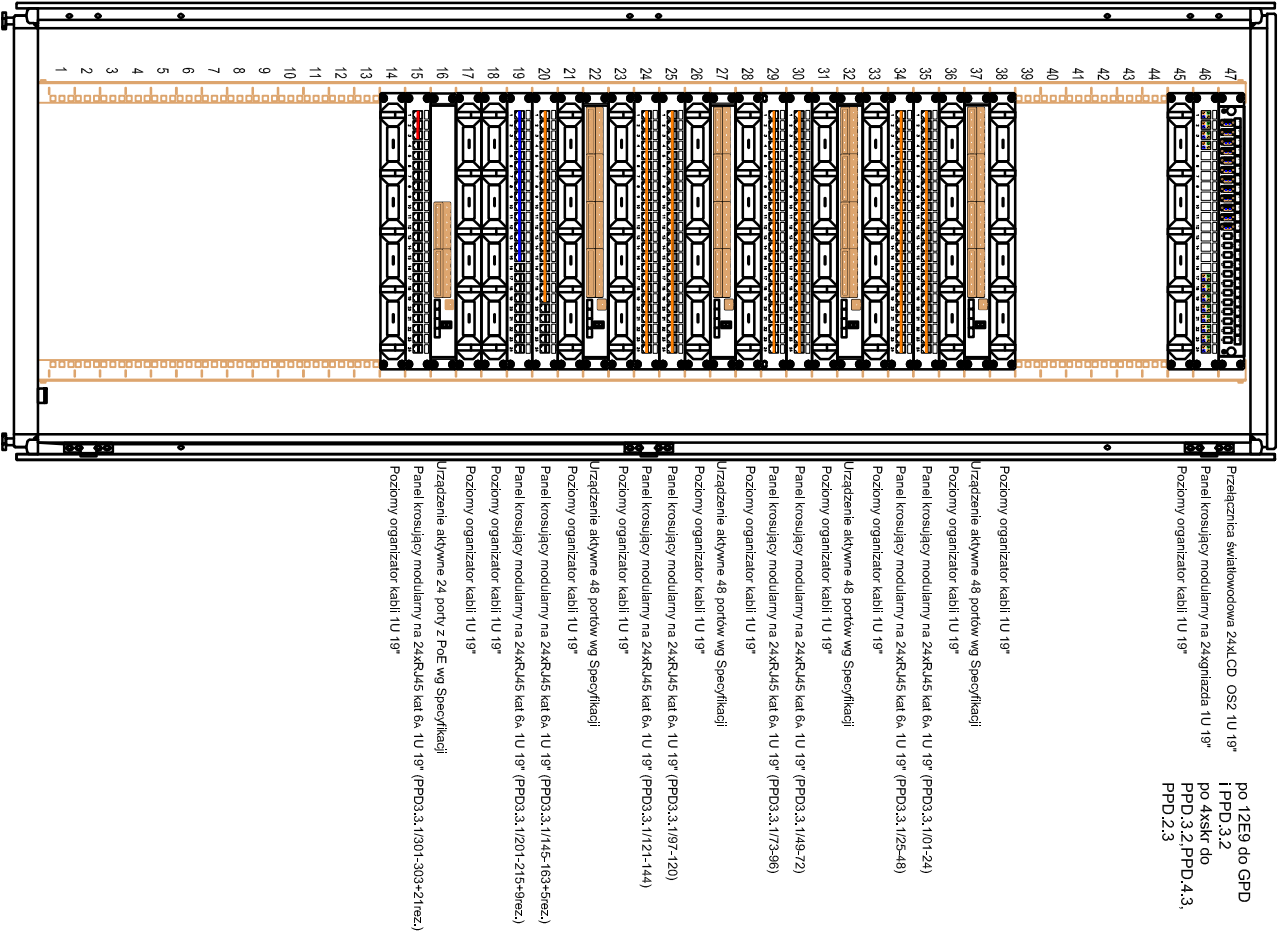 47
46
45
44
43
42
41
40
39
38
37
36
35
34
33
32
31
30
29
28
27
26
25
24
23
22
21
20
19
18
17
16
15
14
13
12
11
10
9
8
7
6
5
4
3
2
1
Przełącznica światłowodowa 24xLCD OS2 1U 19"
Panel krosujący modularny na 24xgniazda 1U 19"
Poziomy organizator kabli 1U 19"
po 12E9 do GPD
i PPD.3.2
po 4xskr do
PPD.3.2,PPD.4.3,
PPD.2.3
Poziomy organizator kabli 1U 19"
Urządzenie aktywne 48 portów wg Specyfikacji
Poziomy organizator kabli 1U 19"
Panel krosujący modularny na 24xRJ45 kat 6A 1U 19" (PPD3.3.1/01-24)
Panel krosujący modularny na 24xRJ45 kat 6A 1U 19" (PPD3.3.1/25-48)
Poziomy organizator kabli 1U 19"
Urządzenie aktywne 48 portów wg Specyfikacji
Poziomy organizator kabli 1U 19"
Panel krosujący modularny na 24xRJ45 kat 6A 1U 19" (PPD3.3.1/49-72)
Panel krosujący modularny na 24xRJ45 kat 6A 1U 19" (PPD3.3.1/73-96)
Poziomy organizator kabli 1U 19"
Urządzenie aktywne 48 portów wg Specyfikacji
Poziomy organizator kabli 1U 19"
Panel krosujący modularny na 24xRJ45 kat 6A 1U 19" (PPD3.3.1/97-120)
Panel krosujący modularny na 24xRJ45 kat 6A 1U 19" (PPD3.3.1/121-144)
Poziomy organizator kabli 1U 19"
Urządzenie aktywne 48 portów wg Specyfikacji
Poziomy organizator kabli 1U 19"
Panel krosujący modularny na 24xRJ45 kat 6A 1U 19" (PPD3.3.1/145-163+5rez.)
Panel krosujący modularny na 24xRJ45 kat 6A 1U 19" (PPD3.3.1/201-215+9rez.)
Poziomy organizator kabli 1U 19"
Poziomy organizator kabli 1U 19"
Urządzenie aktywne 24 porty z PoE wg Specyfikacji
Panel krosujący modularny na 24xRJ45 kat 6A 1U 19" (PPD3.3.1/301-303+21rez.)
Poziomy organizator kabli 1U 19"